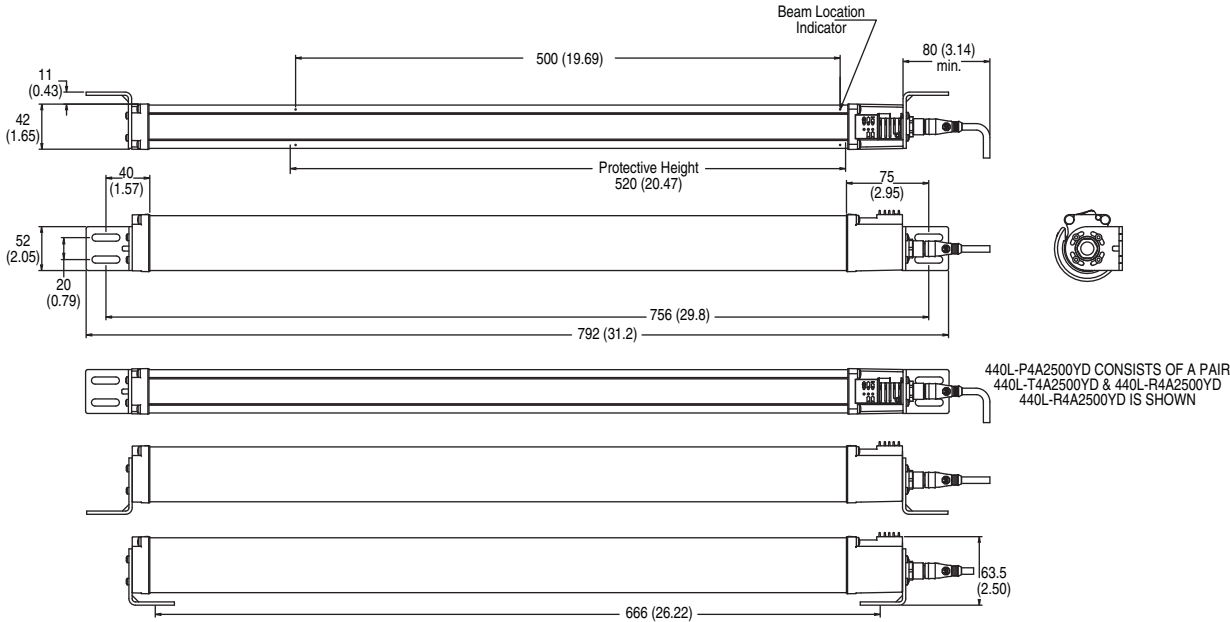 Beam Location
Indicator
500 (19.69)
80 (3.14)
min.
11
(0.43)
42
(1.65)
Protective Height
520 (20.47)
40
(1.57)
75
(2.95)
52
(2.05)
20
(0.79)
756 (29.8)
792 (31.2)
440L-P4A2500YD CONSISTS OF A PAIR
440L-T4A2500YD & 440L-R4A2500YD
440L-R4A2500YD IS SHOWN
63.5
(2.50)
666 (26.22)